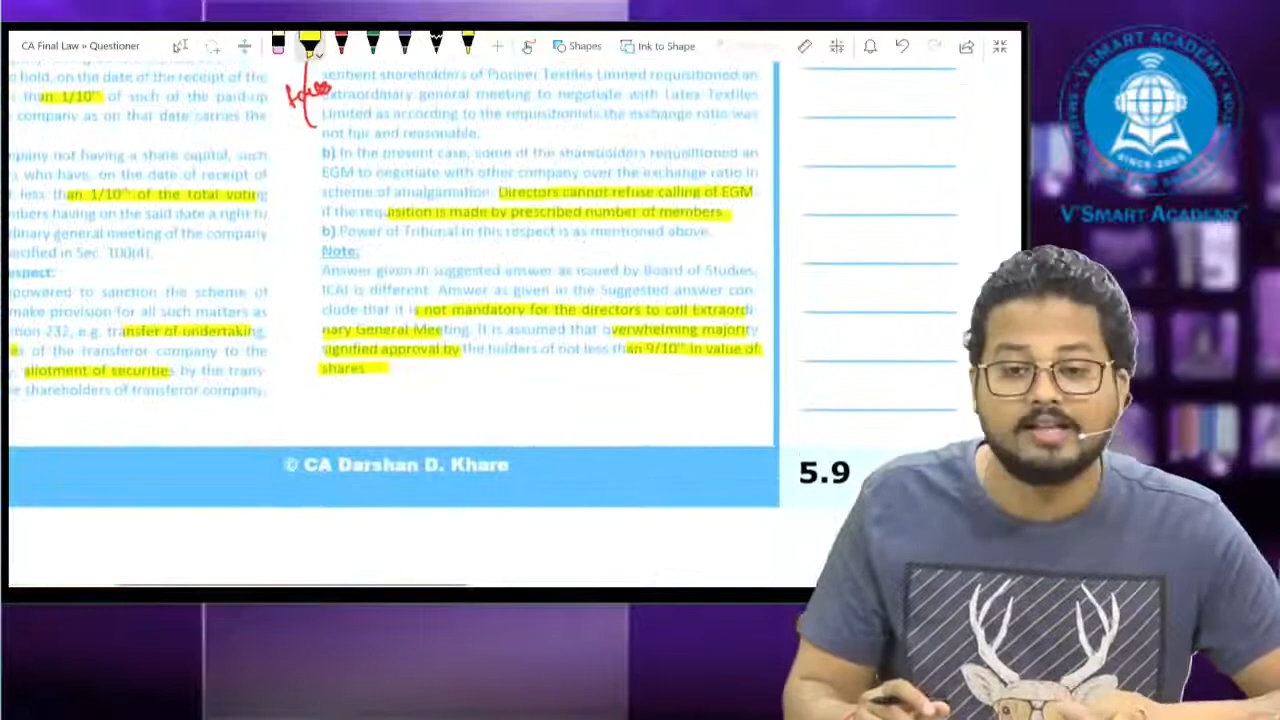 CA Final Law » Questioner
Shapes
Ink to Shape
hold, on the date of the receipt of the
an 1/10th of such of the paid-up
company as on that date carries the
pany not having a share capital, such
who have, on the date of receipt of
less than 1/10th of the total voting
mbers having on the said date a right
dinary general meeting of the company
ecified in Sec. 100(4).
espect:
powered to sanction the scheme of
make provision for all such matters as
tion 232, e.g. transfer of undertaking,
of the transferor company to the
allotment of securities by the tran
shareholders of transferor company,
shareholders of Pioneer Textiles Limited requisitioned an
extraordinary general meeting to negotiate with Latex Textiles
Limited as according to the requisitionists the exchange ratio was
not fair and reasonable.
b) In the present case, some of the shareholders requisitioned an
EGM to negotiate with other company over the exchange ratio in
scheme of amalgamation. Directors cannot refuse calling of EGM
if the requisition is made by prescribed number of members
b) Power of Tribunal in this respect is as mentioned above.
Note:
Answer given in suggested answer as issued by Board of Studies,
ICAI is different. Answer as given in the Suggested answer con-
clude that it is not mandatory for the directors to call Extraordi-
nary General Meeting. It is assumed that overwhelming majority
signified approval by the holders of not less than 9/10th in value of
shares
© CA Darshan D. Khare
5.9
V'SMART ACADEMY
SINCE-2005
V'SMART ACADEMY